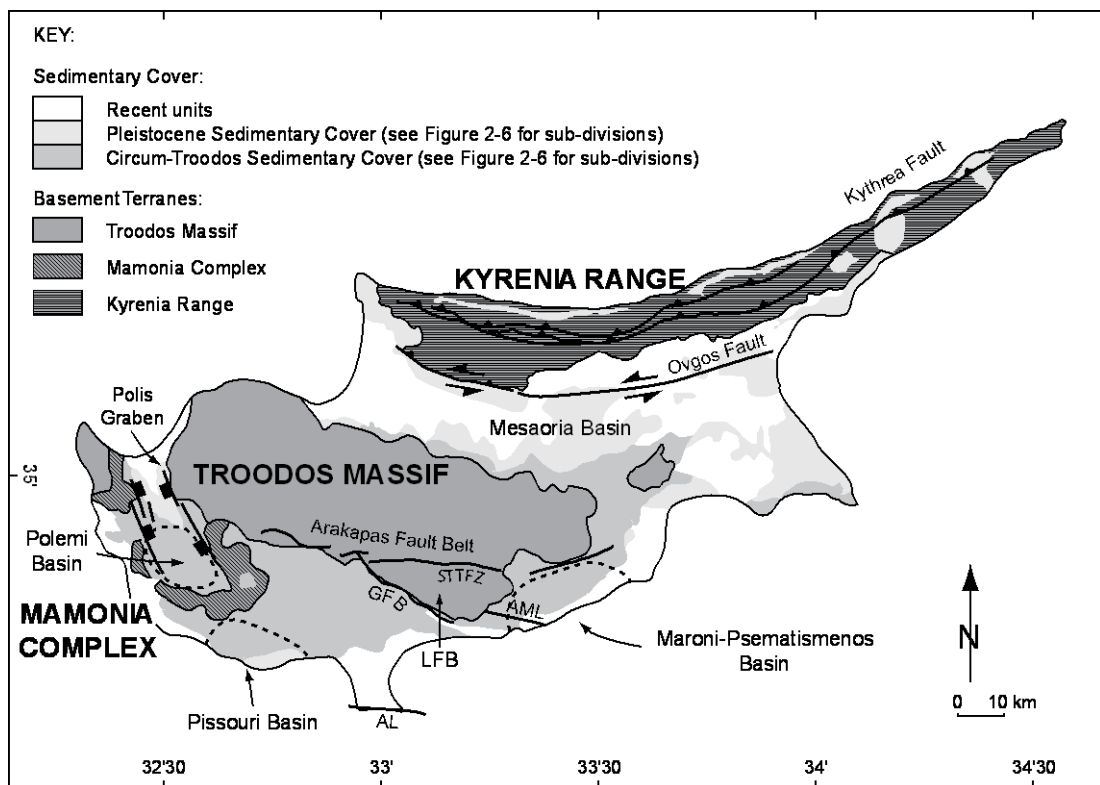 KEY:
Sedimentary Cover:
Recent units
Pleistocene Sedimentary Cover (see Figure 2-6 for sub-divisions)
Circum-Troodos Sedimentary Cover (see Figure 2-6 for sub-divisions)
Basement Terranes:
Troodos Massif
Mamonia Complex
Kyrenia Range
Kythrea Fault
KYRENIA RANGE
Ovgos Fault
Polis
Graben
Mesaoria Basin
TROODOS MASSIF
35'
Arakapas Fault Belt
Polemi
Basin
STTFZ
GFB
AML
MAMONIA
COMPLEX
LFB
Maroni-Psematismenos
Basin
N
Pissouri Basin
AL
0 10 km
32'30
33'
33'30
34'
34'30